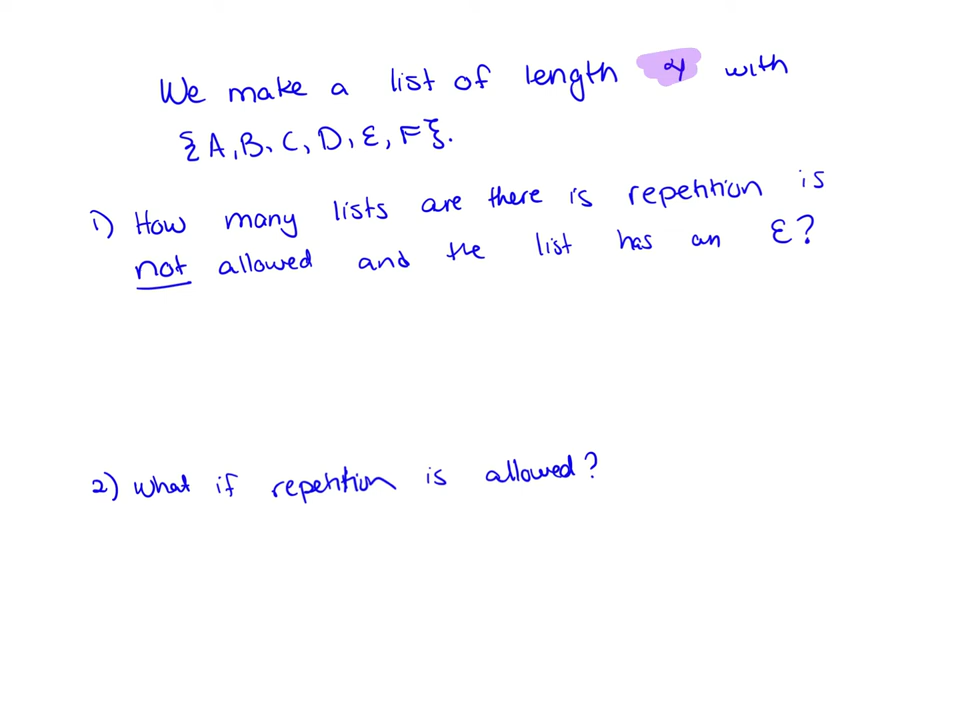 We make a list of length 4 with
{A, B, C, D, E, F}.
1) How many lists are there is repetition is
not allowed and the list has an E?
2) What if repetition is allowed?